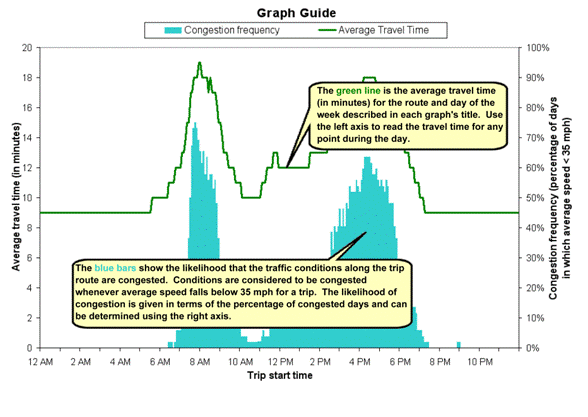 Graph Guide
Congestion frequency
Average Travel Time
20
18
16
14
12
10
8
6
4
2
0
Average travel time (in minutes)
100%
90%
80%
70%
60%
50%
40%
30%
20%
10%
0%
Congestion frequency (percentage of days
in which average speed < 35 mph)
The green line is the average travel time
(in minutes) for the route and day of the
week described in each graph's title. Use
the left axis to read the travel time for any
point during the day.
The blue bars show the likelihood that the traffic conditions along the trip
route are congested. Conditions are considered to be congested
whenever average speed falls below 35 mph for a trip. The likelihood of
congestion is given in terms of the percentage of congested days and can
be determined using the right axis.
12 AM
2 AM
4 AM
6 AM
8 AM
10 AM
12 PM
2 PM
4 PM
6 PM
8 PM
10 PM
Trip start time